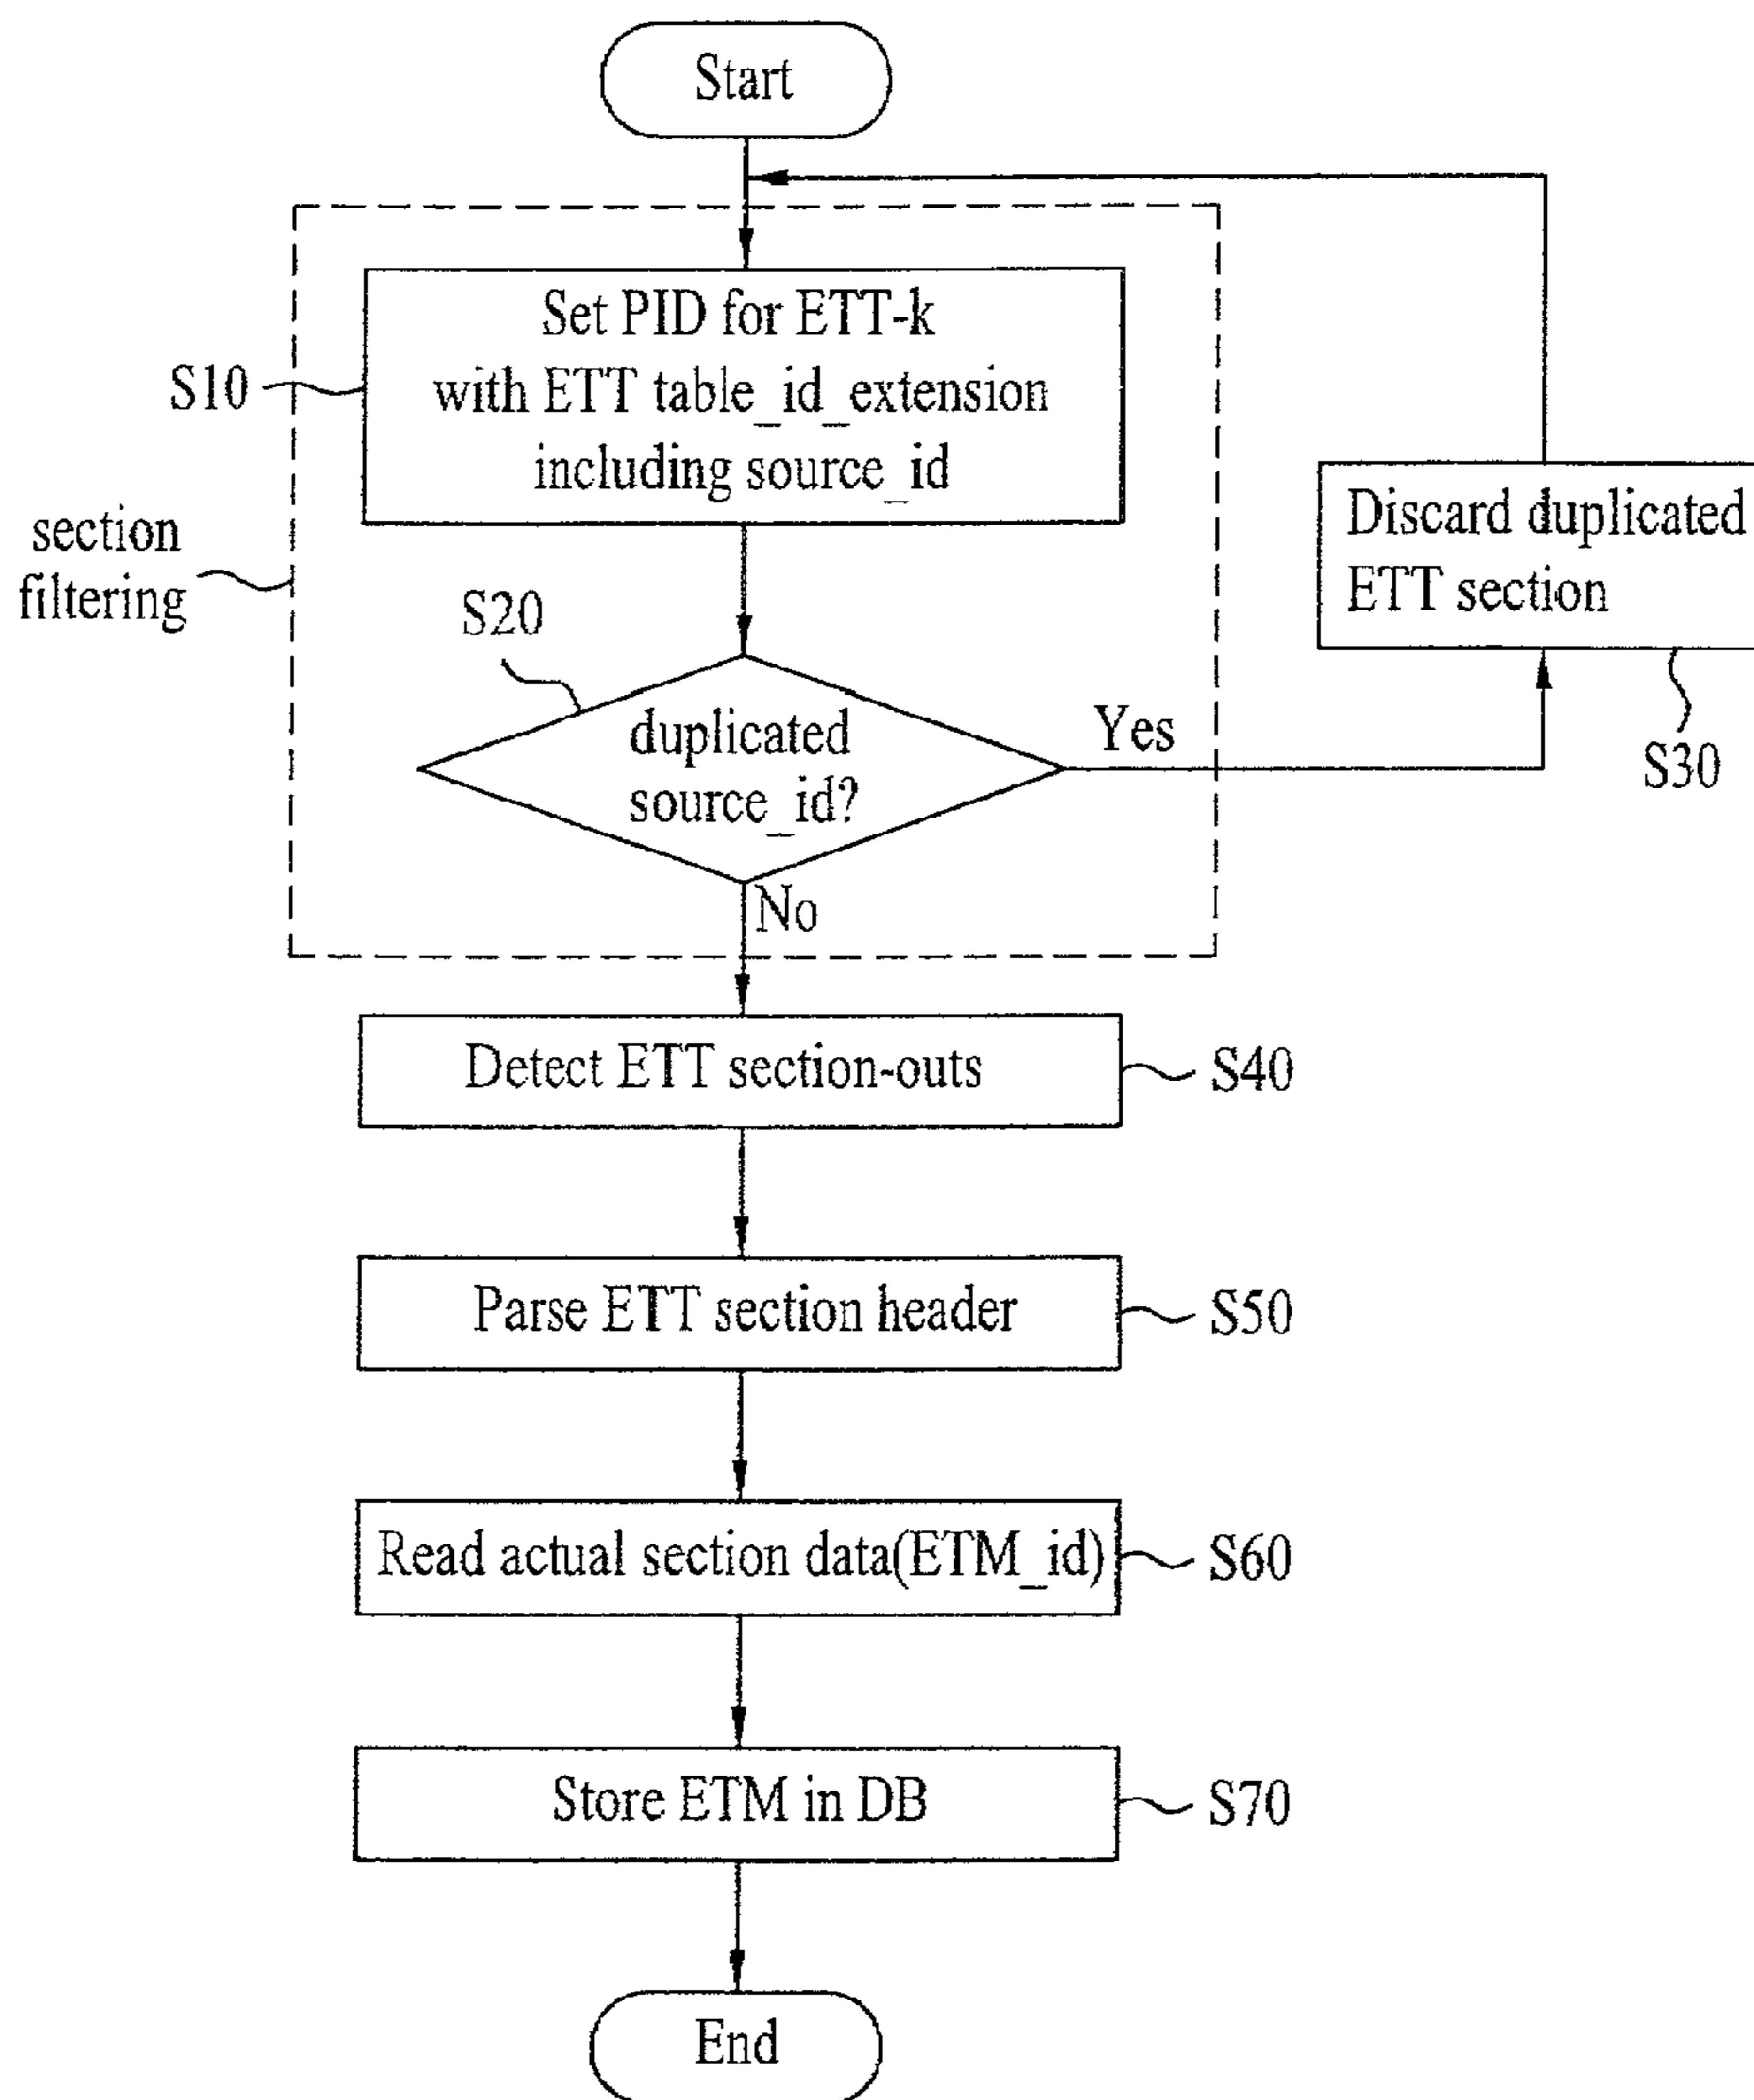 Start
Set PID for ETT-k
with ETT table_id_extension
including source_id
S10
section
filtering
Discard duplicated
ETT section
S30
S20
duplicated
source_id?
Yes
No
Detect ETT section-outs
S40
Parse ETT section header
S50
Read actual section data(ETM_id)
S60
Store ETM in DB
S70
End